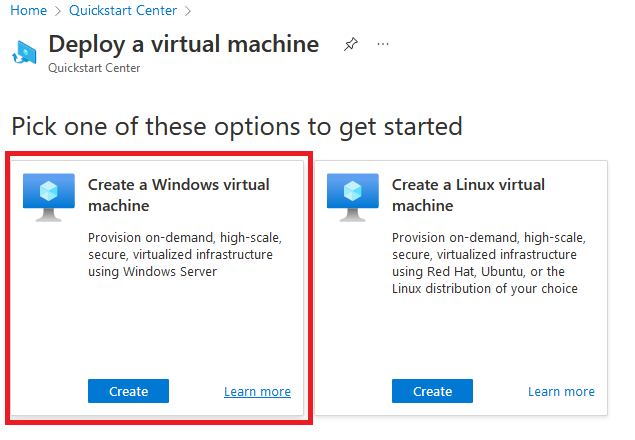 Home > Quickstart Center >
Deploy a virtual machine ...
Quickstart Center
Pick one of these options to get started
Create a Windows virtual
machine
Provision on-demand, high-scale,
secure, virtualized infrastructure
using Windows Server
Create
Learn more
Create a Linux virtual
machine
Provision on-demand, high-scale,
secure, virtualized infrastructure
using Red Hat, Ubuntu, or the
Linux distribution of your choice
Create
Learn more